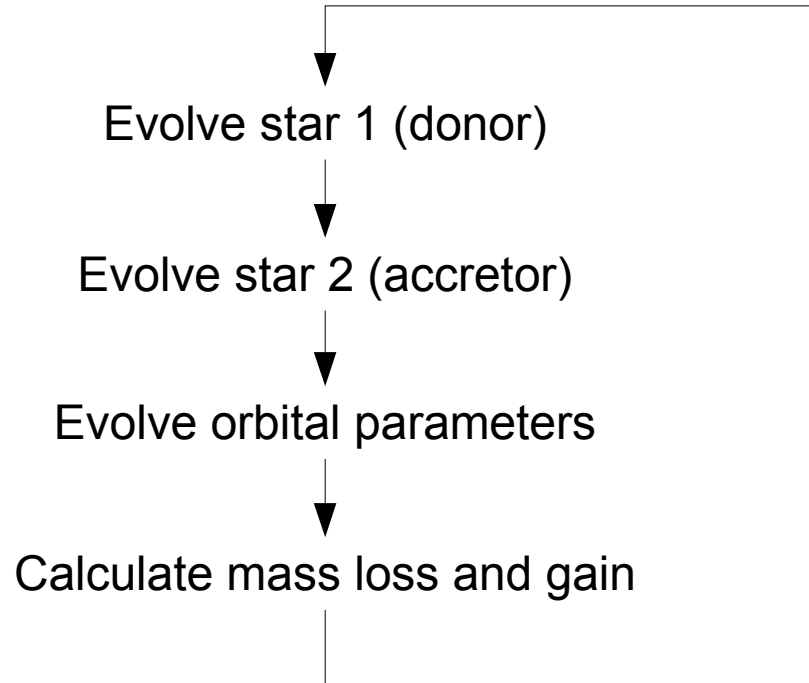 Evolve star 1 (donor)
Evolve star 2 (accretor)
Evolve orbital parameters
Calculate mass loss and gain